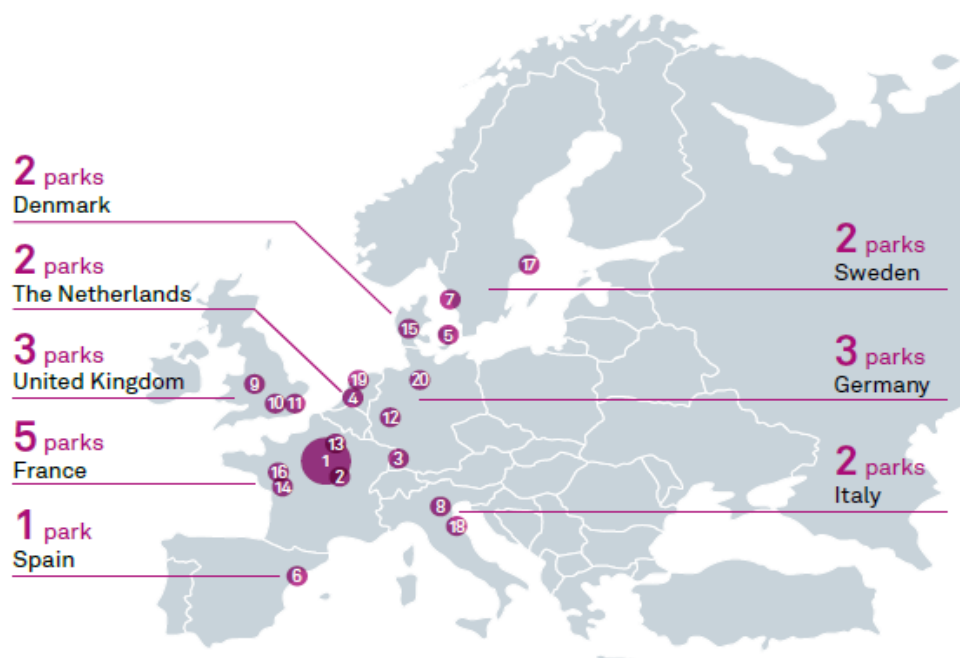 2 parks
Denmark
2 parks
The Netherlands
3 parks
United Kingdom
5 parks
France
1 park
Spain
2 parks
Sweden
3 parks
Germany
2 parks
Italy
17
7
15
5
9
10
11
19
4
20
12
13
1
2
3
16
14
8
18
6